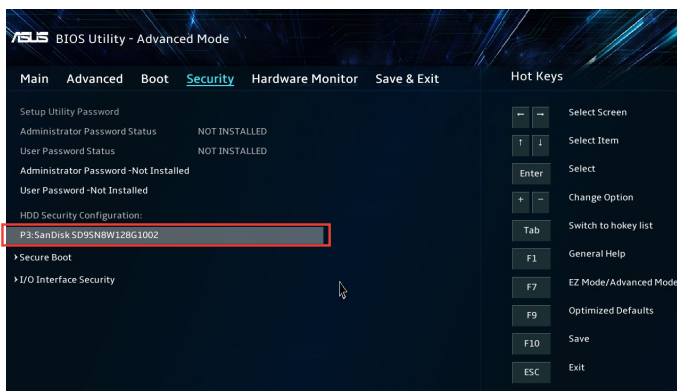 ASUS BIOS Utility - Advanced Mode
Main Advanced Boot Security Hardware Monitor Save & Exit
Setup Utility Password
Administrator Password Status NOT INSTALLED
User Password Status NOT INSTALLED
Administrator Password -Not Installed
User Password -Not Installed
HDD Security Configuration:
P3:SanDisk SD9SN8W128G1002
Secure Boot
I/O Interface Security
Hot Keys
← → Select Screen
↑ ↓ Select Item
Enter Select
+ - Change Option
Tab Switch to hokey list
F1 General Help
F7 EZ Mode/Advanced Mode
F9 Optimized Defaults
F10 Save
ESC Exit